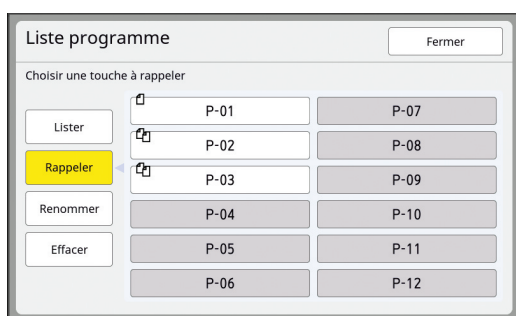 Liste programme
Fermer
Choisir une touche à rappeler
Lister
Rappeler
Renommer
Effacer
P-01
P-02
P-03
P-04
P-05
P-06
P-07
P-08
P-09
P-10
P-11
P-12